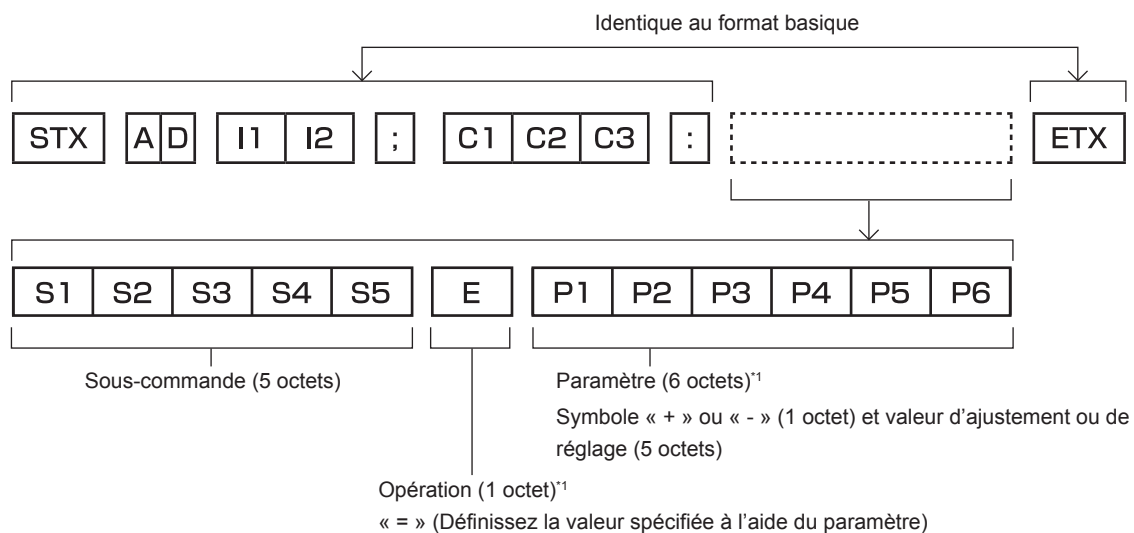 Identique au format basique
STX A D I1 I2 ; C1 C2 C3 : ETX
S1 S2 S3 S4 S5 E P1 P2 P3 P4 P5 P6
Sous-commande (5 octets)
Paramètre (6 octets)*1
Symbole « + » ou « - » (1 octet) et valeur d'ajustement ou de
réglage (5 octets)
Opération (1 octet)*1
« = » (Définissez la valeur spécifiée à l'aide du paramètre)